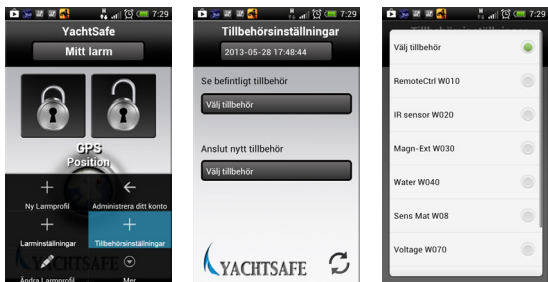 7:29
YachtSafe
Mitt larm
GPS
Position
Ny Larmprofil
Administrera ditt konto
Larminställningar
Tillbehörsinställningar
YACHTSAFE
Ändra Larmprofil
Mer
7:29
Tillbehörsinställningar
2013-05-28 17:48:44
Se befintligt tillbehör
Välj tillbehör
Anslut nytt tillbehör
Välj tillbehör
YACHTSAFE
7:29
Tillbehörsinställningar
Välj tillbehör
RemoteCtrl W010
IR sensor W020
Magn-Ext W030
Water W040
Sens Mat W08
Voltage W070